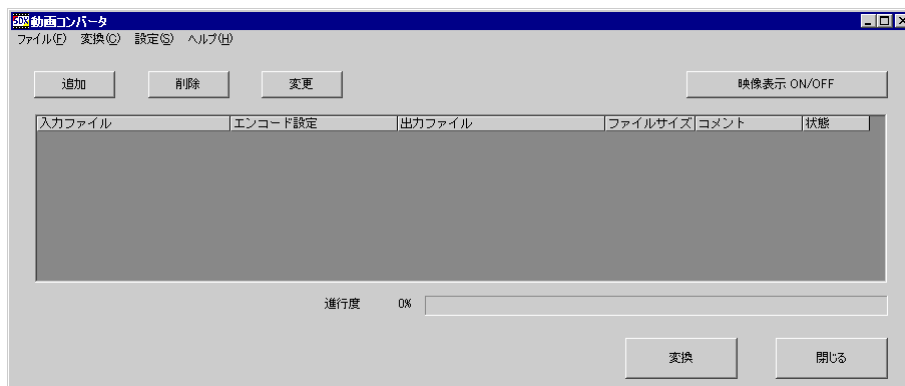 動画コンバータ
ファイル(F) 変換(C) 設定(S) ヘルプ(H)
追加 削除 変更 映像表示 ON/OFF
入力ファイル エンコード設定 出力ファイル ファイルサイズ コメント 状態
進行度 0%
変換 閉じる